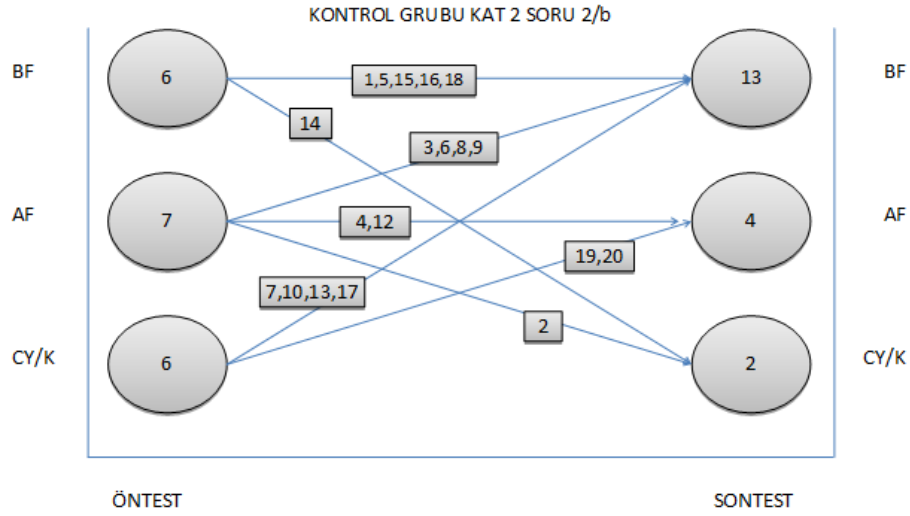 KONTROL GRUBU KAT 2 SORU 2/b
BF 6 1,5,15,16,18 13 BF
14
3,6,8,9
AF 7 4,12 4 AF
19,20
7,10,13,17
2
CY/K 6 2 CY/K
ÖNTEST SONTEST